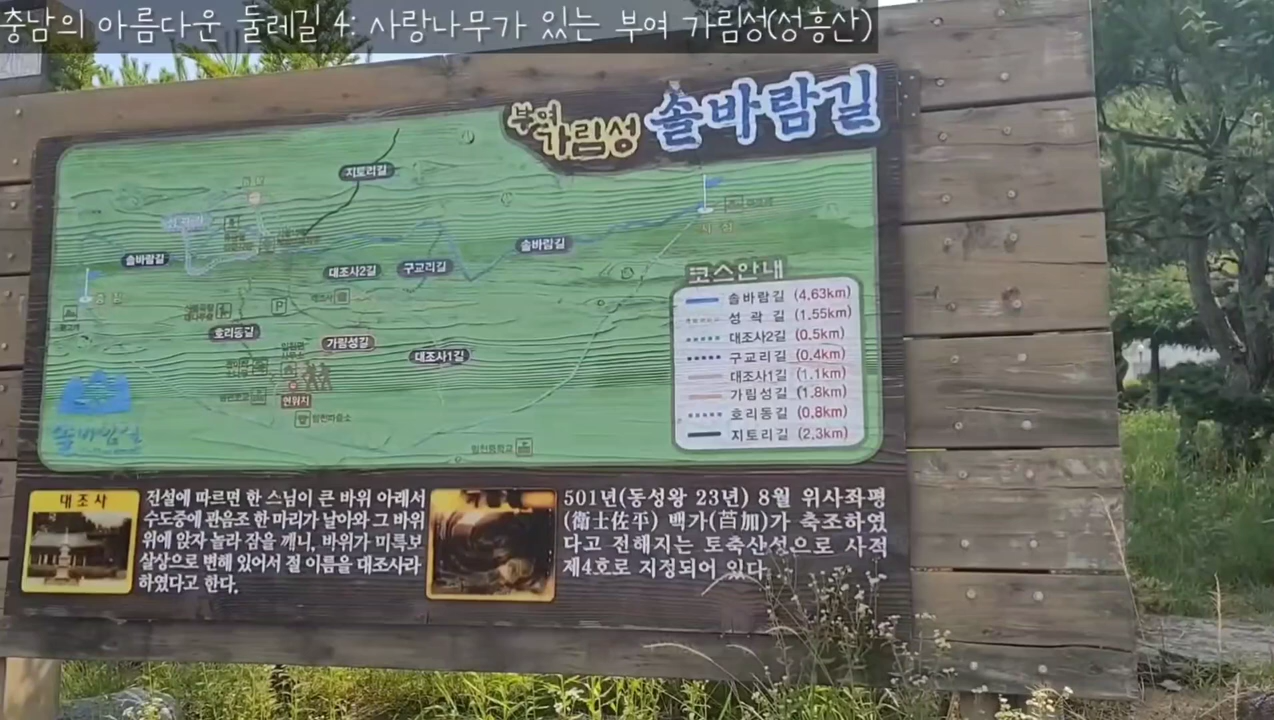 충남의 아름다운 둘레길 4: 사랑나무가 있는 부여 가림성(성흥산)
부여
가림성 솔바람길
지토리길
솔바람길
솔바람길
대조사2길
구교리길
호리동길
가림성길
대조사1길
현위치
P
코스안내
솔바람길 (4.63km)
성 곽 길 (1.55km)
대조사2길 (0.5km)
구교리길 (0.4km)
대조사1길 (1.1km)
가림성길 (1.8km)
호리동길 (0.8km)
지토리길 (2.3km)
솔바람길
대조사
전설에 따르면 한 스님이 큰 바위 아래서
수도중에 관음조 한 마리가 날아와 그 바위
위에 앉자 놀라 잠을 깨니, 바위가 미륵보
살상으로 변해 있어서 절 이름을 대조사라
하였다고 한다.
501년(동성왕 23년) 8월 위사좌평
(衛士佐平) 백가(苩加)가 축조하였
다고 전해지는 토축산성으로 사적
제4호로 지정되어 있다.